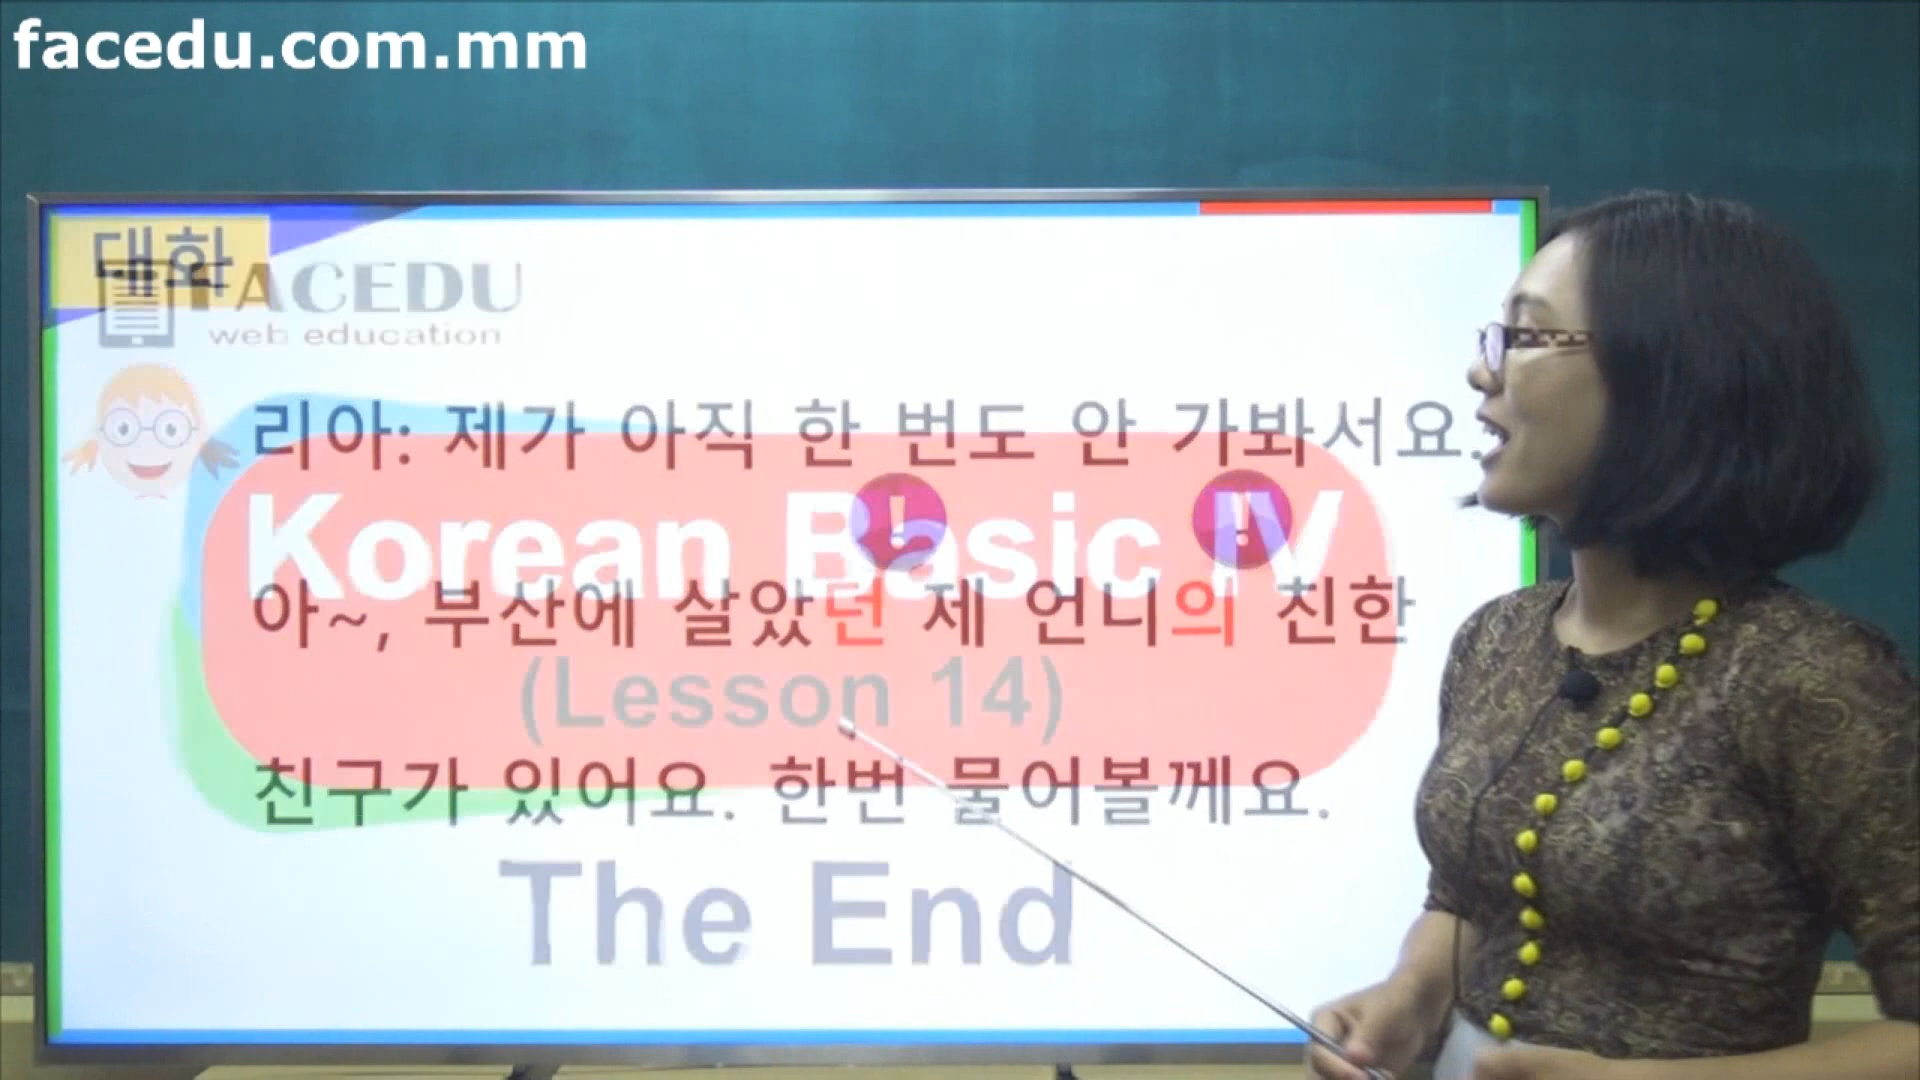 facedu.com.mm
대화
FACEDU
web education
리아: 제가 아직 한 번도 안 가봐서요.
Korean Basic IV
아~, 부산에 살았던 제 언니의 친한
(Lesson 14)
친구가 있어요. 한번 물어볼께요.
The End